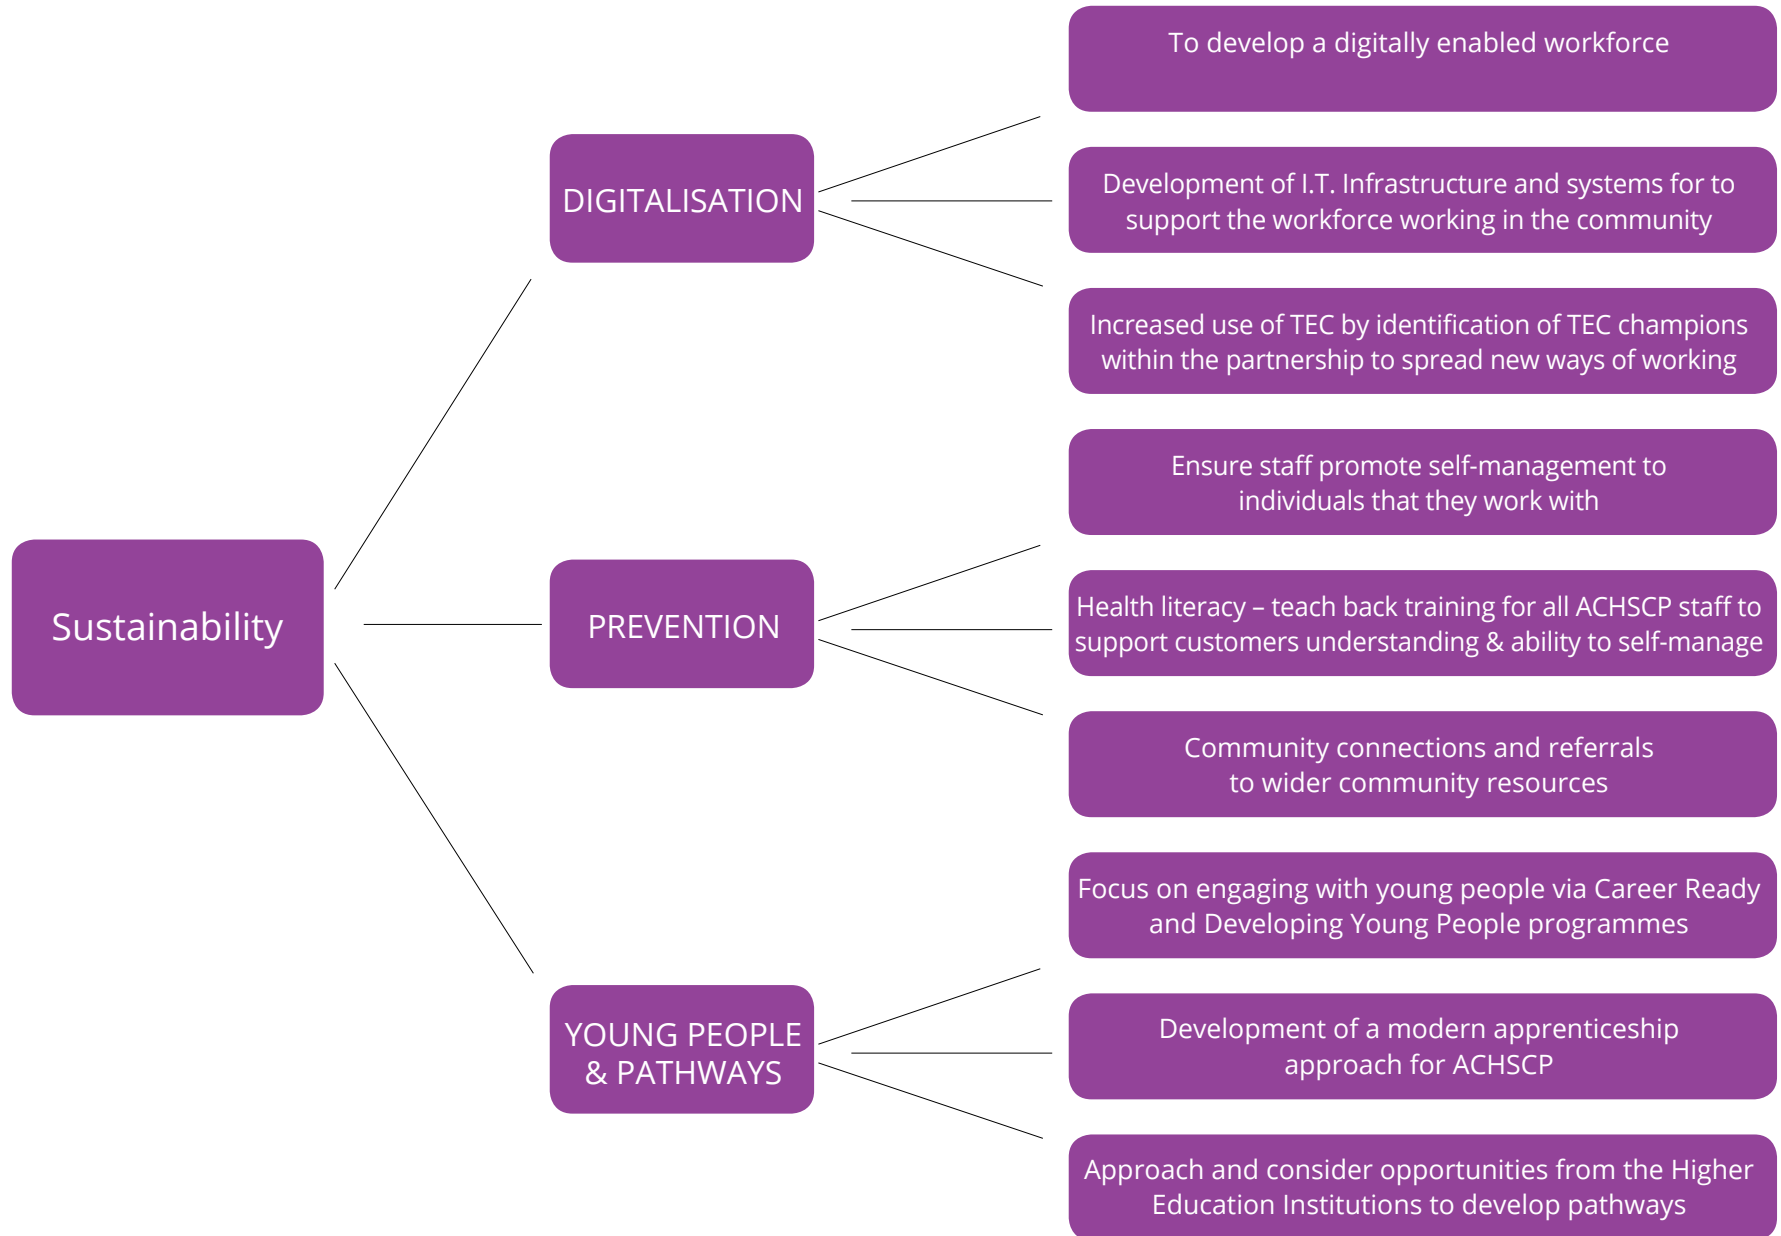 To develop a digitally enabled workforce
DIGITALISATION
Development of I.T. Infrastructure and systems for to
support the workforce working in the community
Increased use of TEC by identification of TEC champions
within the partnership to spread new ways of working
Sustainability
PREVENTION
Ensure staff promote self-management to
individuals that they work with
Health literacy – teach back training for all ACHSCP staff to
support customers understanding & ability to self-manage
Community connections and referrals
to wider community resources
YOUNG PEOPLE
& PATHWAYS
Focus on engaging with young people via Career Ready
and Developing Young People programmes
Development of a modern apprenticeship
approach for ACHSCP
Approach and consider opportunities from the Higher
Education Institutions to develop pathways